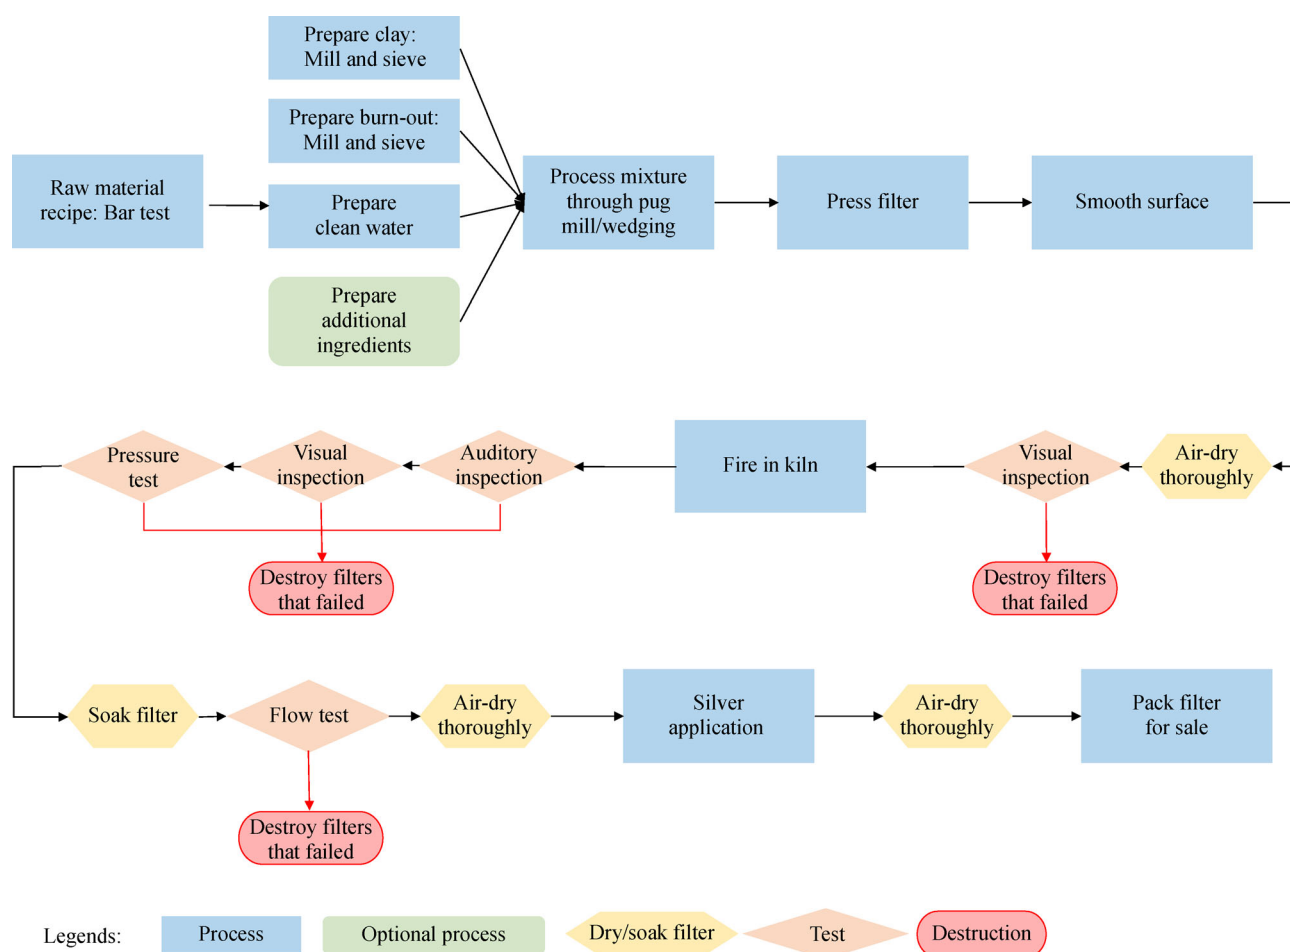 Prepare clay:
Mill and sieve
Prepare burn-out:
Mill and sieve
Raw material
recipe: Bar test
Prepare
clean water
Prepare
additional
ingredients
Process mixture
through pug
mill/wedging
Press filter
Smooth surface
Pressure
test
Visual
inspection
Auditory
inspection
Fire in kiln
Visual
inspection
Air-dry
thoroughly
Destroy filters
that failed
Destroy filters
that failed
Soak filter
Flow test
Air-dry
thoroughly
Silver
application
Air-dry
thoroughly
Pack filter
for sale
Destroy filters
that failed
Legends:
Process
Optional process
Dry/soak filter
Test
Destruction